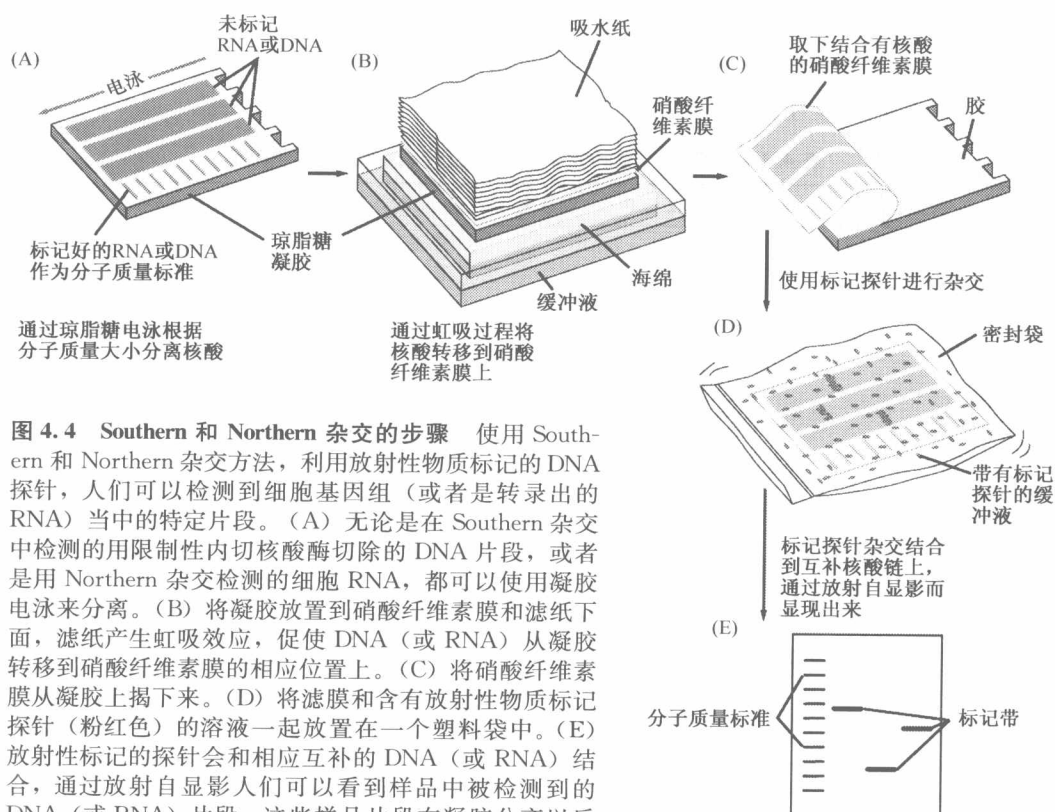 (A)
未标记
RNA或DNA
电泳
标记好的RNA或DNA
作为分子质量标准
琼脂糖
凝胶
通过琼脂糖电泳根据
分子质量大小分离核酸
(B)
吸水纸
硝酸纤
维素膜
海绵
缓冲液
通过虹吸过程将
核酸转移到硝酸
纤维素膜上
(C)
取下结合有核酸
的硝酸纤维素膜
胶
使用标记探针进行杂交
(D)
密封袋
带有标记
探针的缓
冲液
标记探针杂交结合
到互补核酸链上，
通过放射自显影而
显现出来
(E)
分子质量标准
标记带
图 4.4 Southern 和 Northern 杂交的步骤 使用 South-
ern 和 Northern 杂交方法，利用放射性物质标记的 DNA
探针，人们可以检测到细胞基因组（或者是转录出的
RNA）当中的特定片段。（A）无论是在 Southern 杂交
中检测的用限制性内切核酸酶切除的 DNA 片段，或者
是用 Northern 杂交检测的细胞 RNA，都可以使用凝胶
电泳来分离。（B）将凝胶放置到硝酸纤维素膜和滤纸下
面，滤纸产生虹吸效应，促使 DNA（或 RNA）从凝胶
转移到硝酸纤维素膜的相应位置上。（C）将硝酸纤维素
膜从凝胶上揭下来。（D）将滤膜和含有放射性物质标记
探针（粉红色）的溶液一起放置在一个塑料袋中。（E）
放射性标记的探针会和相应互补的 DNA（或 RNA）结
合，通过放射自显影人们可以看到样品中被检测到的